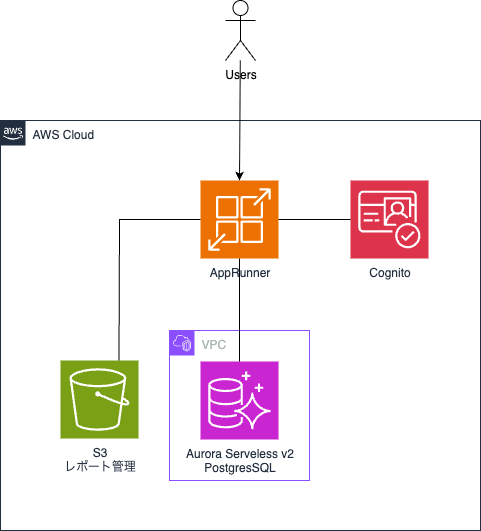 Users
aws
AWS Cloud
AppRunner
Cognito
VPC
S3
レポート管理
Aurora Serveless v2
PostgresSQL